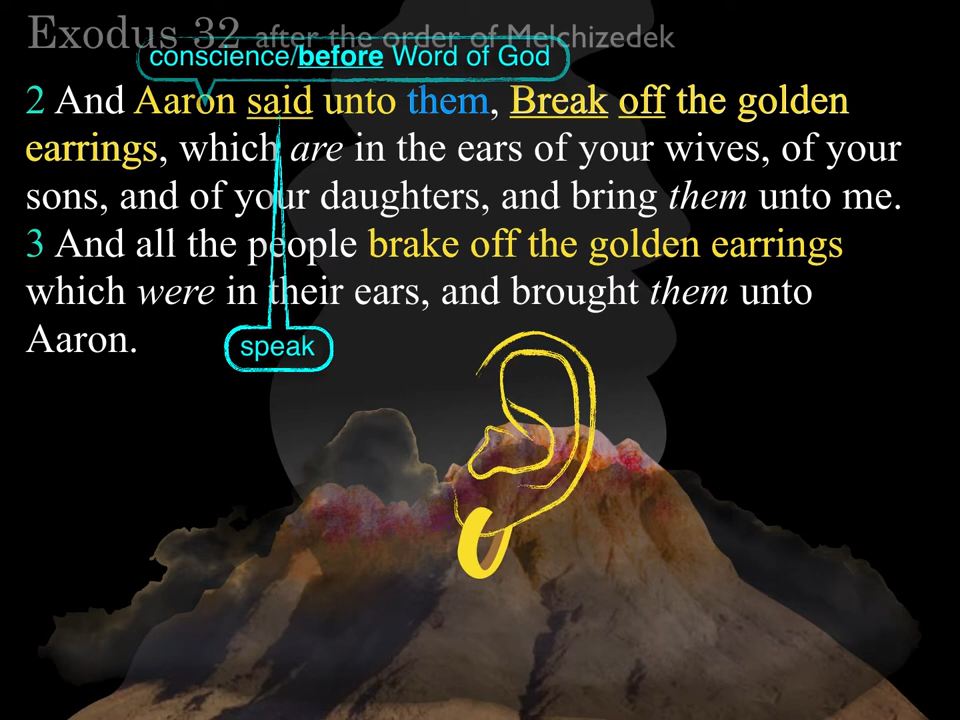 Exodus 32 after the order of Melchizedek
conscience/before Word of God
2 And Aaron said unto them, Break off the golden
earrings, which are in the ears of your wives, of your
sons, and of your daughters, and bring them unto me.
3 And all the people brake off the golden earrings
which were in their ears, and brought them unto
Aaron.
speak